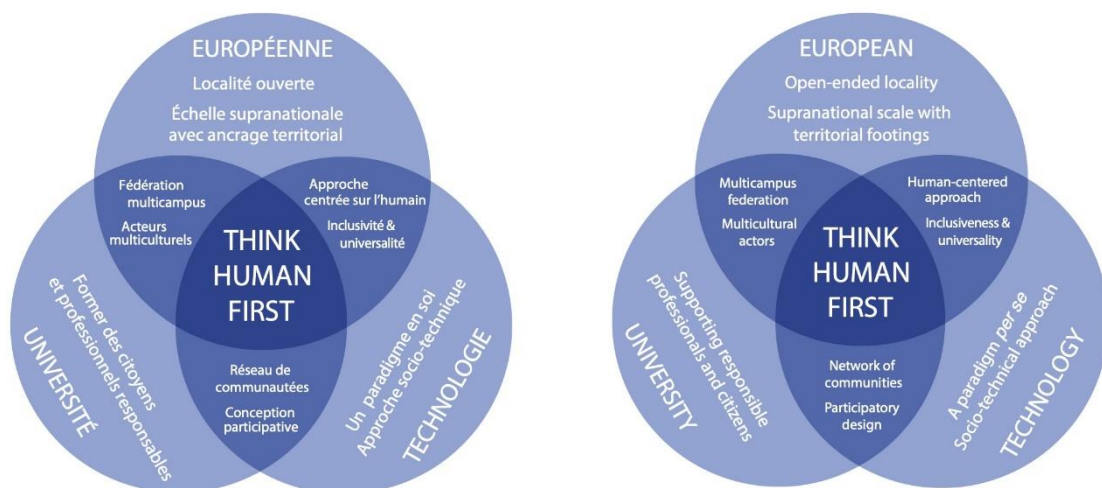 EUROPÉENNE
Localité ouverte
Échelle supranationale
avec ancrage territorial
Fédération
multicampus
Acteurs
multiculturels
Approche
centrée sur l'humain
Inclusivité &
universalité
THINK
HUMAN
FIRST
Former des citoyens
et professionnels responsables
UNIVERSITÉ
Réseau de
communautées
Conception
participative
Un paradigme en soi
Approche socio-technique
TECHNOLOGIE
EUROPEAN
Open-ended locality
Supranational scale with
territorial footings
Multicampus
federation
Multicultural
actors
Human-centered
approach
Inclusiveness &
universality
THINK
HUMAN
FIRST
Supporting responsible
professionals and citizens
UNIVERSITY
Network of
communities
Participatory
design
A paradigm per se
Socio-technical approach
TECHNOLOGY